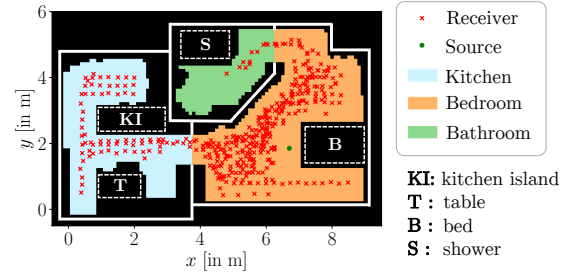 6
4
2
0
y [in m]
0
2
4
6
8
x [in m]
S
KI
T
B
Receiver
Source
Kitchen
Bedroom
Bathroom
KI: kitchen island
T : table
B : bed
S : shower